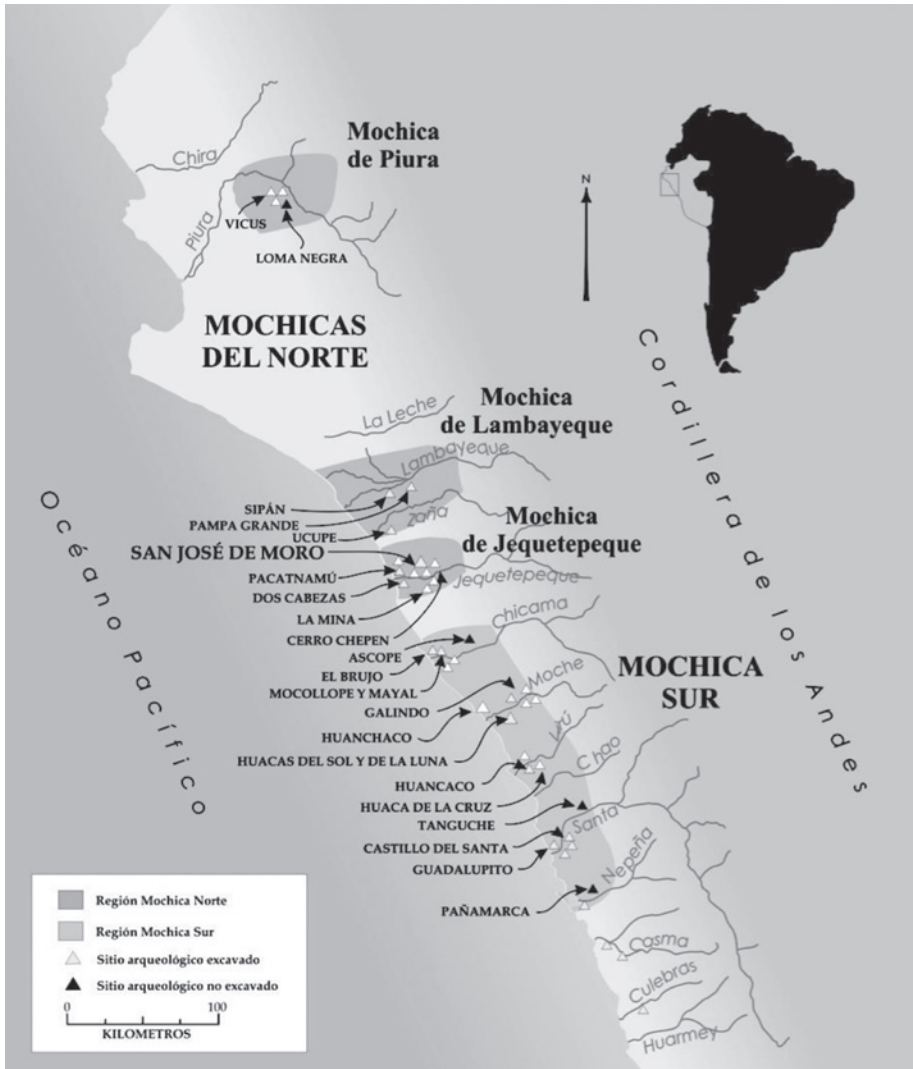 Mochica
de Piura
Chira
Piura
VICUS
LOMA NEGRA
N
MOCHICAS
DEL NORTE
Cordillera de los Andes
La Leche
Mochica
de Lambayeque
Lambayeque
SIPÁN
PAMPA GRANDE
Zaña
UCUPE
Mochica
de Jequetepeque
SAN JOSÉ DE MORO
PACATNAMÚ
Jequetepeque
DOS CABEZAS
LA MINA
Océano Pacífico
CERRO CHEPEN
Chicama
ASCOPE
EL BRUJO
MOCOLLOPE Y MAYAL
MOCHICA
SUR
Moche
GALINDO
HUANCHACO
Virú
HUACAS DEL SOL Y DE LA LUNA
Chao
HUANCACO
HUACA DE LA CRUZ
TANGUCHE
Santa
CASTILLO DEL SANTA
GUADALUPITO
Nepeña
PAÑAMARCA
Casma
Culebras
Huarmey
Región Mochica Norte
Región Mochica Sur
Sitio arqueológico excavado
Sitio arqueológico no excavado
0 100
KILOMETROS